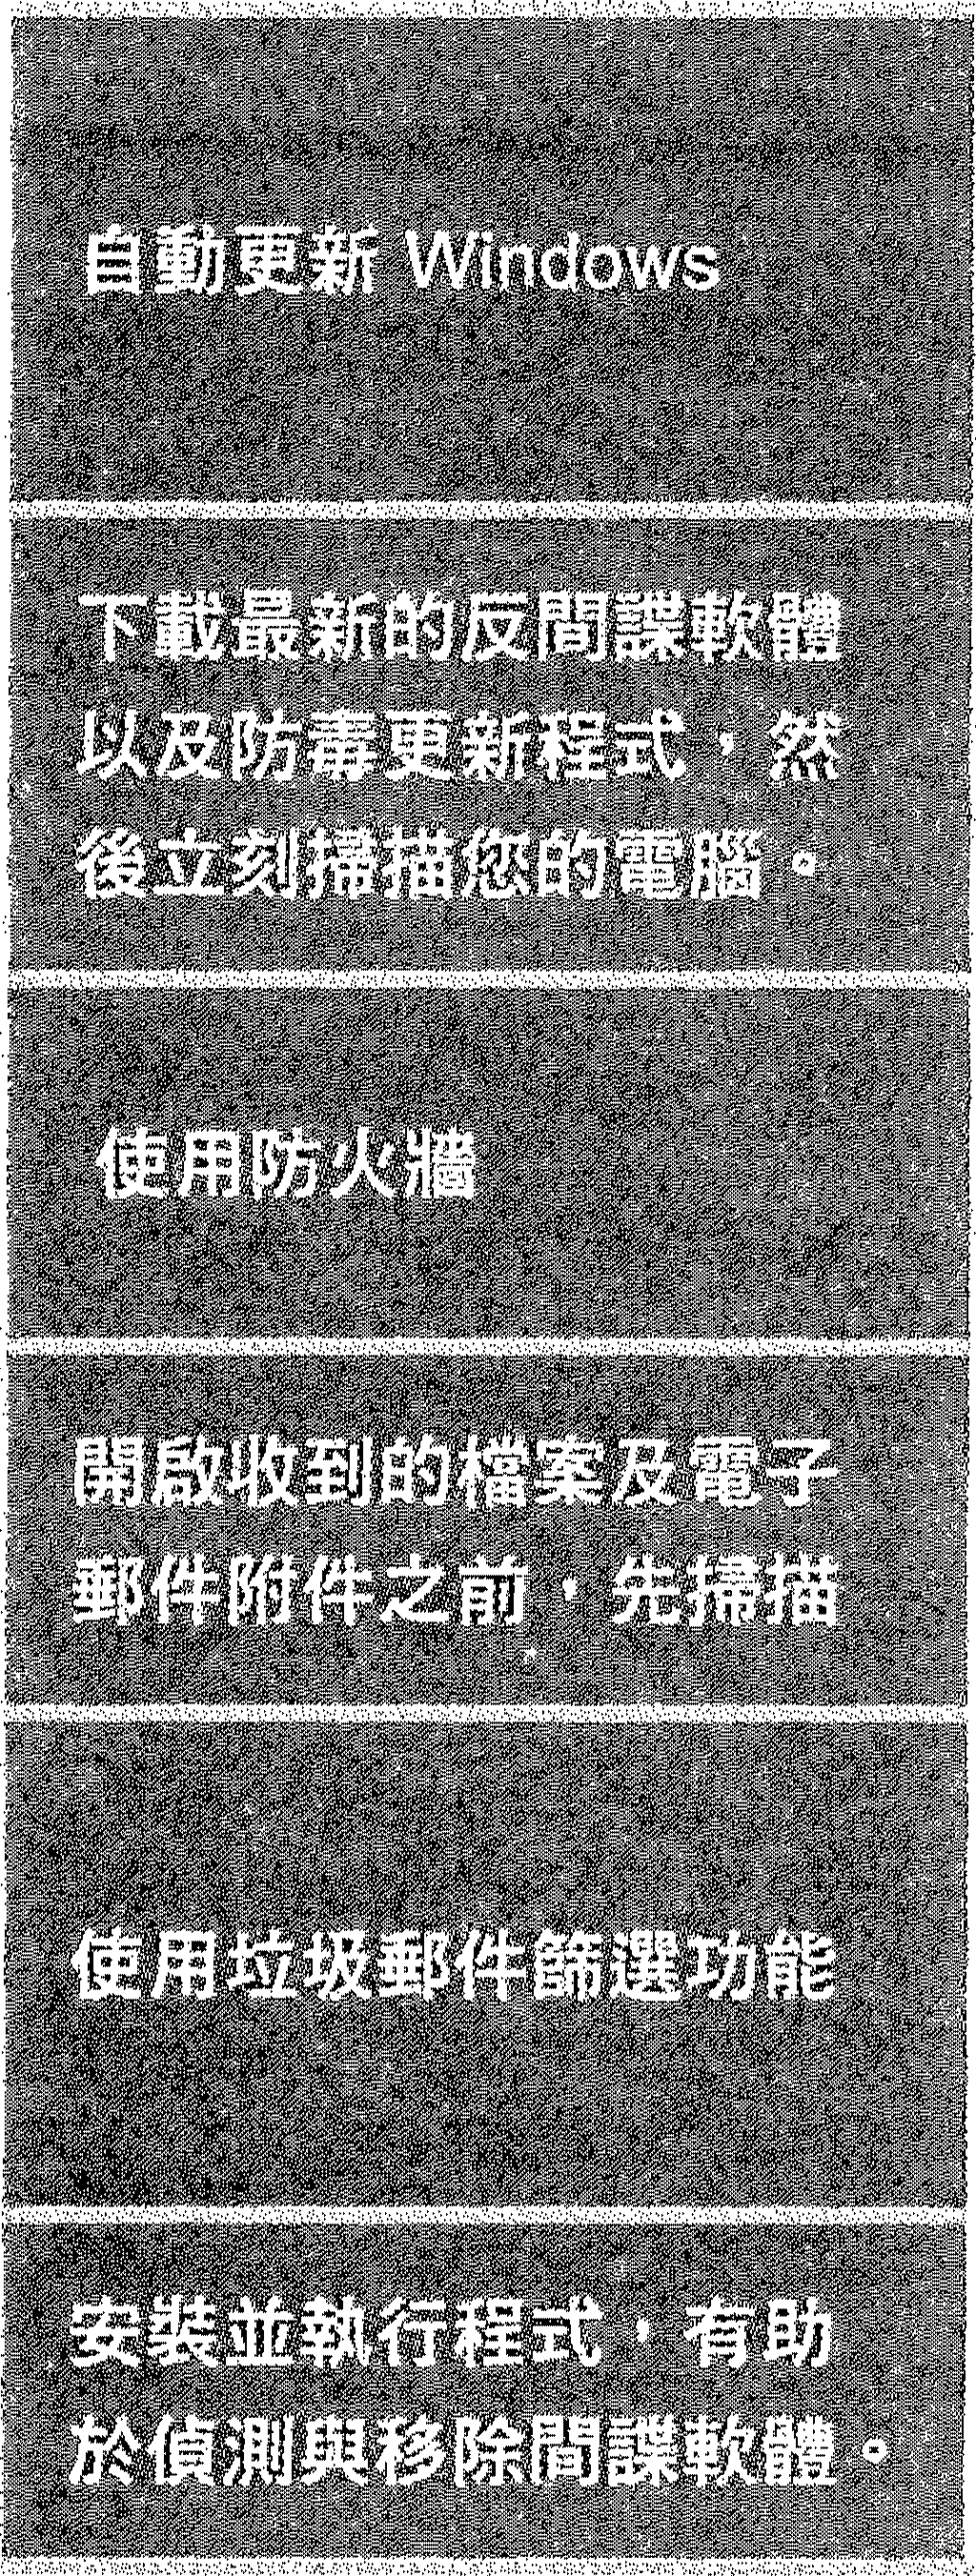 自動更新 Windows
下載最新的反間諜軟體
以及防毒更新程式，然
後立刻掃描您的電腦。
使用防火牆
開啟收到的檔案及電子
郵件附件之前，先掃描
使用垃圾郵件篩選功能
安裝並執行程式，有助
於偵測與移除間諜軟體。